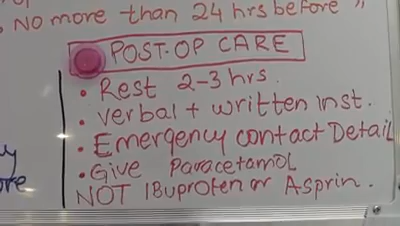 . NO more than 24 hrs before
POST-OP CARE
• Rest 2-3 hrs.
• Verbal + written inst.
• Emergency contact Detail
• Give Paracetamol
NOT IBuprofen or Asprin.